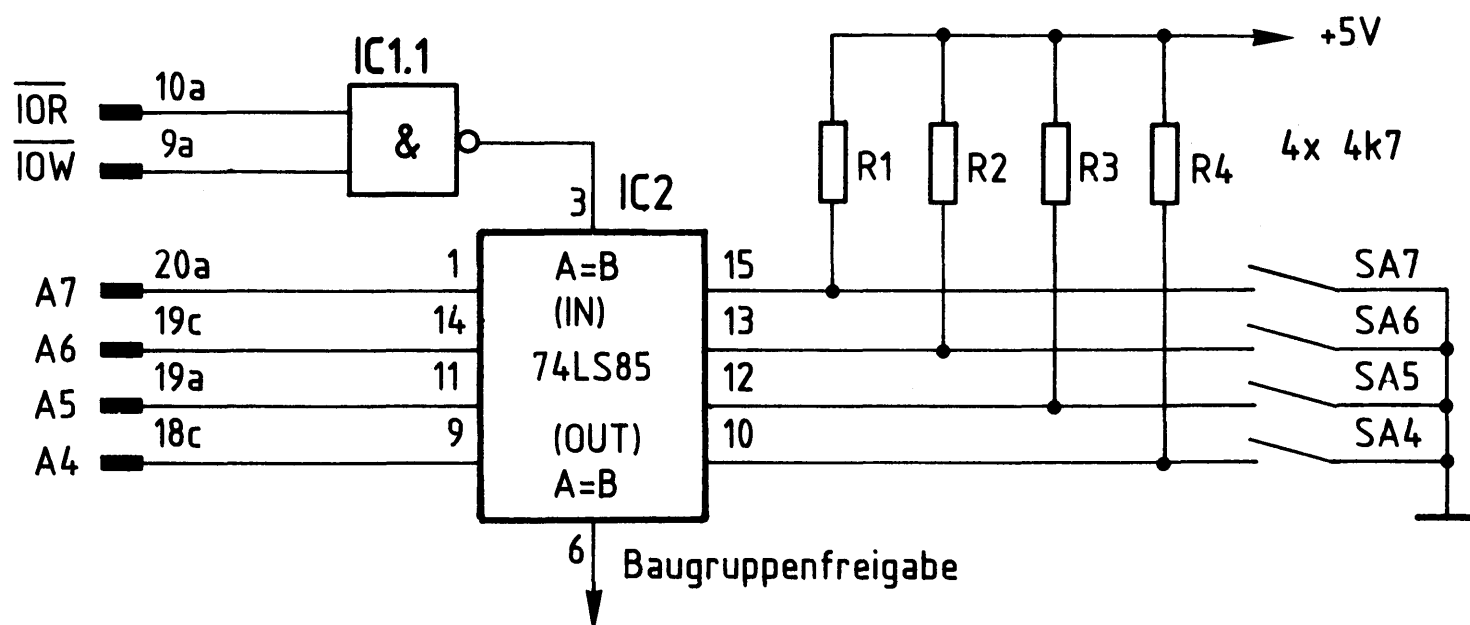 +5V
IC1.1
I̅O̅R̅ 10a
&
I̅O̅W̅ 9a
R1 R2 R3 R4 4x 4k7
3 IC2
A7 20a 1 A=B 15 SA7
(IN)
A6 19c 14 13 SA6
74LS85
A5 19a 11 12 SA5
(OUT)
A4 18c 9 10 SA4
A=B
6 Baugruppenfreigabe